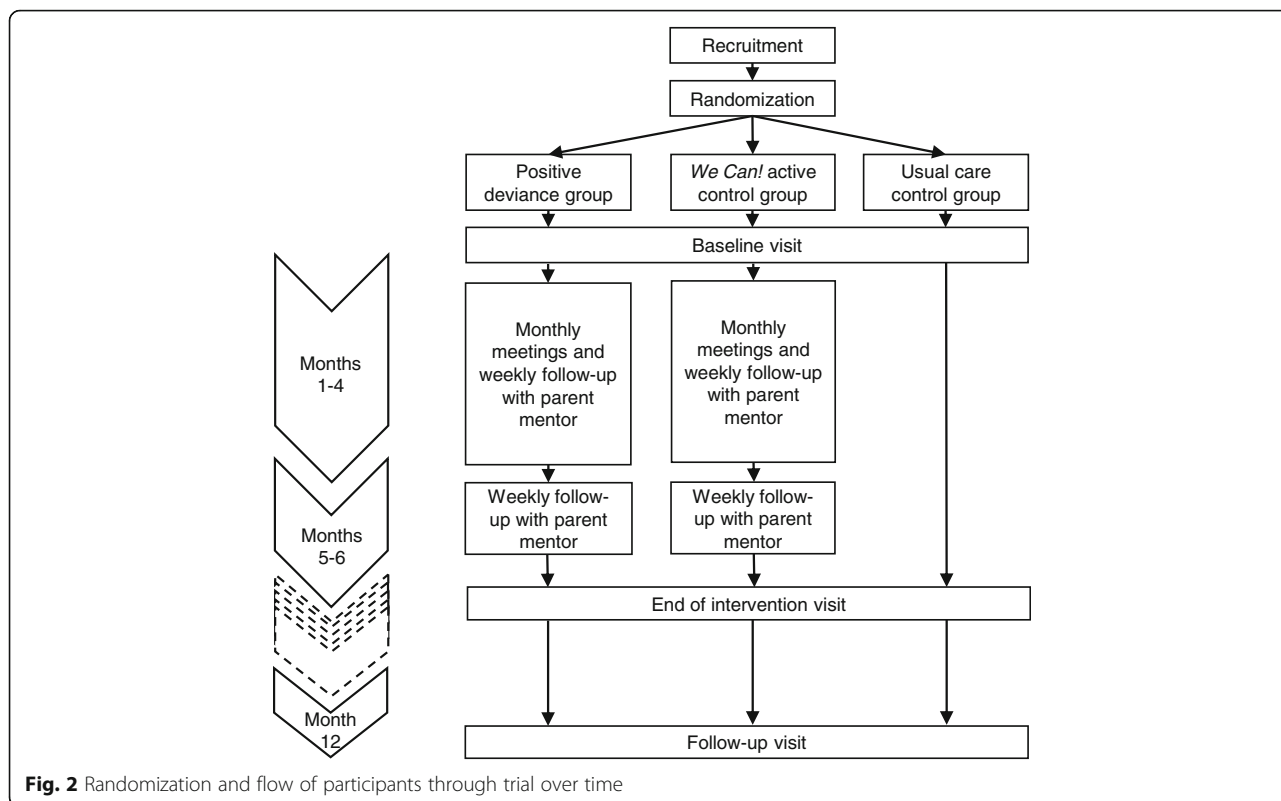 Recruitment
Randomization
Positive
deviance group
We Can! active
control group
Usual care
control group
Baseline visit
Months
1-4
Monthly
meetings and
weekly follow-up
with parent
mentor
Monthly
meetings and
weekly follow-up
with parent
mentor
Months
5-6
Weekly follow-
up with parent
mentor
Weekly follow-
up with parent
mentor
End of intervention visit
Month
12
Follow-up visit
Fig. 2 Randomization and flow of participants through trial over time